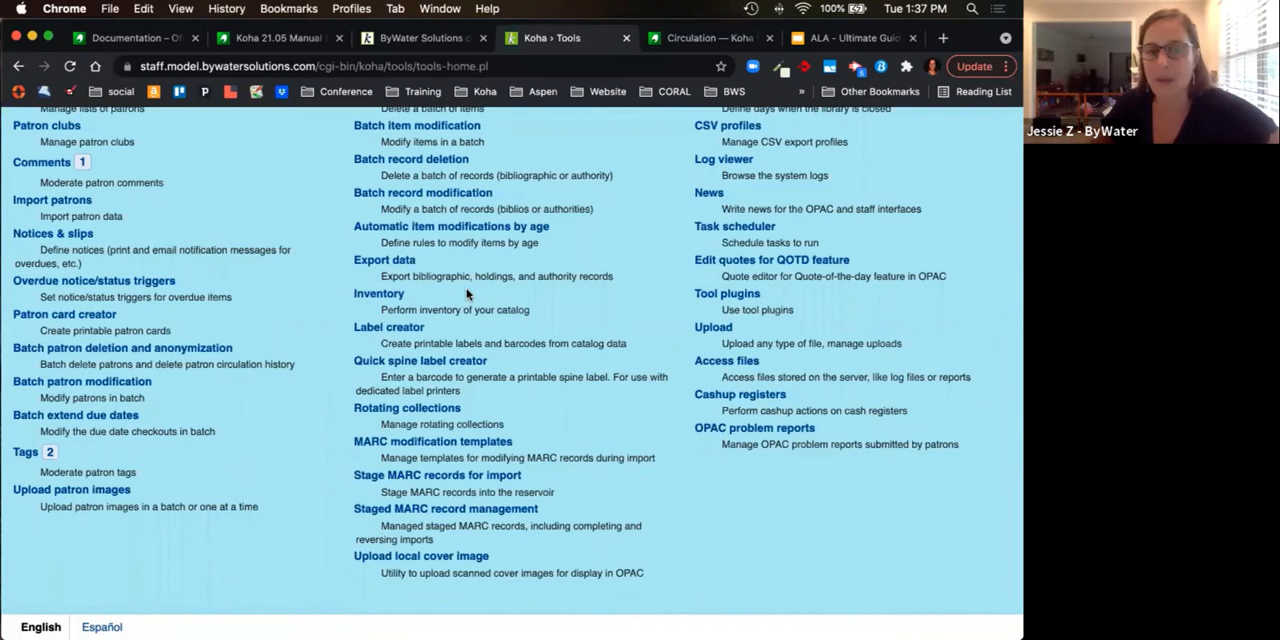 Chrome File Edit View History Bookmarks Profiles Tab Window Help
100% Tue 1:37 PM
Documentation – Of
Koha 21.05 Manual
ByWater Solutions o
Koha › Tools
Circulation — Koha
ALA - Ultimate Guid
staff.model.bywatersolutions.com/cgi-bin/koha/tools/tools-home.pl
6
Update
social
Conference
Training
Koha
Aspen
Website
CORAL
BWS
»
Other Bookmarks
Reading List
Manage lists of patrons
Patron clubs
Manage patron clubs
Comments 1
Moderate patron comments
Import patrons
Import patron data
Notices & slips
Define notices (print and email notification messages for
overdues, etc.)
Overdue notice/status triggers
Set notice/status triggers for overdue items
Patron card creator
Create printable patron cards
Batch patron deletion and anonymization
Batch delete patrons and delete patron circulation history
Batch patron modification
Modify patrons in batch
Batch extend due dates
Modify the due date checkouts in batch
Tags 2
Moderate patron tags
Upload patron images
Upload patron images in a batch or one at a time
Delete a batch of items
Batch item modification
Modify items in a batch
Batch record deletion
Delete a batch of records (bibliographic or authority)
Batch record modification
Modify a batch of records (biblios or authorities)
Automatic item modifications by age
Define rules to modify items by age
Export data
Export bibliographic, holdings, and authority records
Inventory
Perform inventory of your catalog
Label creator
Create printable labels and barcodes from catalog data
Quick spine label creator
Enter a barcode to generate a printable spine label. For use with
dedicated label printers
Rotating collections
Manage rotating collections
MARC modification templates
Manage templates for modifying MARC records during import
Stage MARC records for import
Stage MARC records into the reservoir
Staged MARC record management
Managed staged MARC records, including completing and
reversing imports
Upload local cover image
Utility to upload scanned cover images for display in OPAC
Define days when the library is closed
CSV profiles
Manage CSV export profiles
Log viewer
Browse the system logs
News
Write news for the OPAC and staff interfaces
Task scheduler
Schedule tasks to run
Edit quotes for QOTD feature
Quote editor for Quote-of-the-day feature in OPAC
Tool plugins
Use tool plugins
Upload
Upload any type of file, manage uploads
Access files
Access files stored on the server, like log files or reports
Cashup registers
Perform cashup actions on cash registers
OPAC problem reports
Manage OPAC problem reports submitted by patrons
English Español
Jessie Z - ByWater